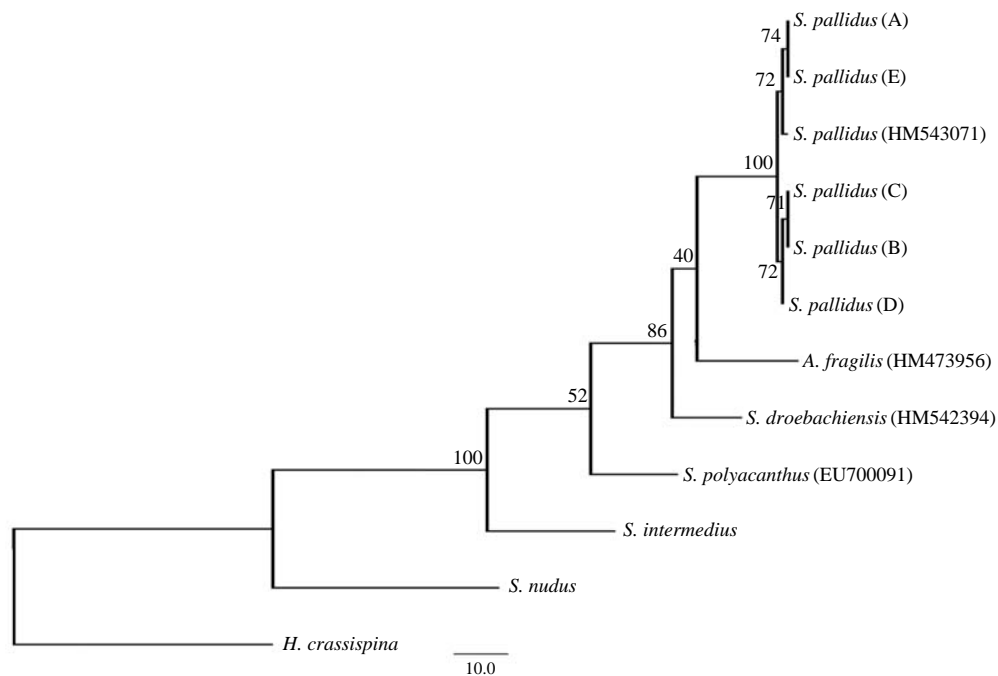 S. pallidus (A)
74
S. pallidus (E)
72
S. pallidus (HM543071)
100
S. pallidus (C)
71
S. pallidus (B)
40
72
S. pallidus (D)
86
A. fragilis (HM473956)
52
S. droebachiensis (HM542394)
100
S. polyacanthus (EU700091)
S. intermedius
S. nudus
H. crassispina
10.0